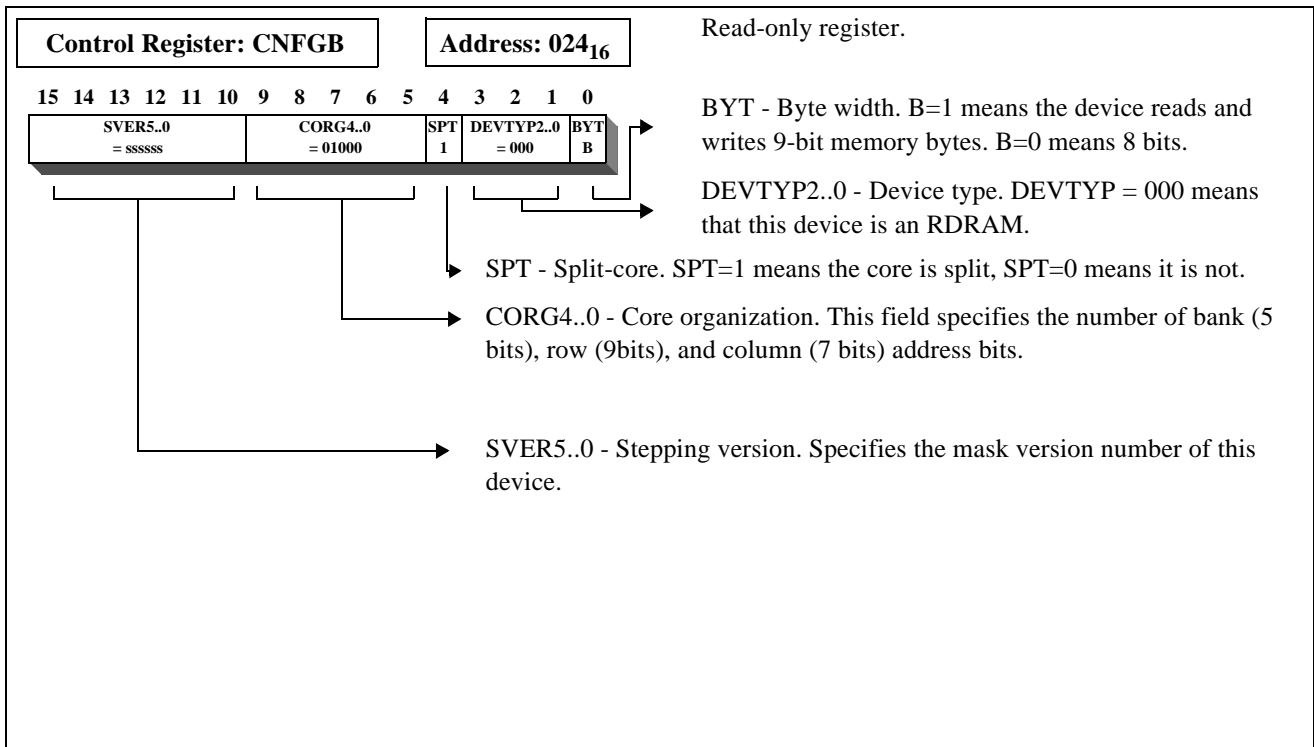 Control Register: CNFGB
Address: 024₁₆
Read-only register.
15 14 13 12 11 10 9 8 7 6 5 4 3 2 1 0
SVER5..0 CORG4..0 SPT DEVTYP2..0 BYT
= ssssss = 01000 1 = 000 B
BYT - Byte width. B=1 means the device reads and
writes 9-bit memory bytes. B=0 means 8 bits.
DEVTYP2..0 - Device type. DEVTYP = 000 means
that this device is an RDRAM.
SPT - Split-core. SPT=1 means the core is split, SPT=0 means it is not.
CORG4..0 - Core organization. This field specifies the number of bank (5
bits), row (9bits), and column (7 bits) address bits.
SVER5..0 - Stepping version. Specifies the mask version number of this
device.